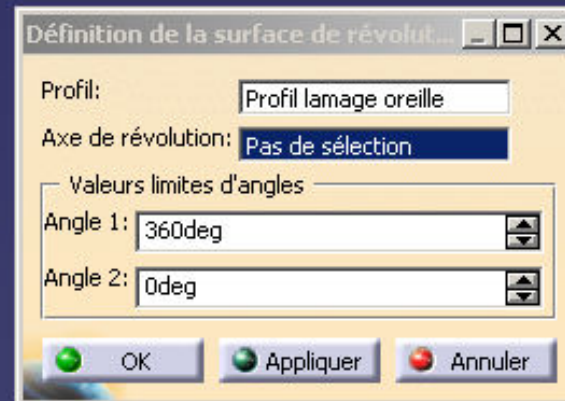 Définition de la surface de révolut...
Profil: Profil lamage oreille
Axe de révolution: Pas de sélection
Valeurs limites d'angles
Angle 1: 360deg
Angle 2: 0deg
OK Appliquer Annuler